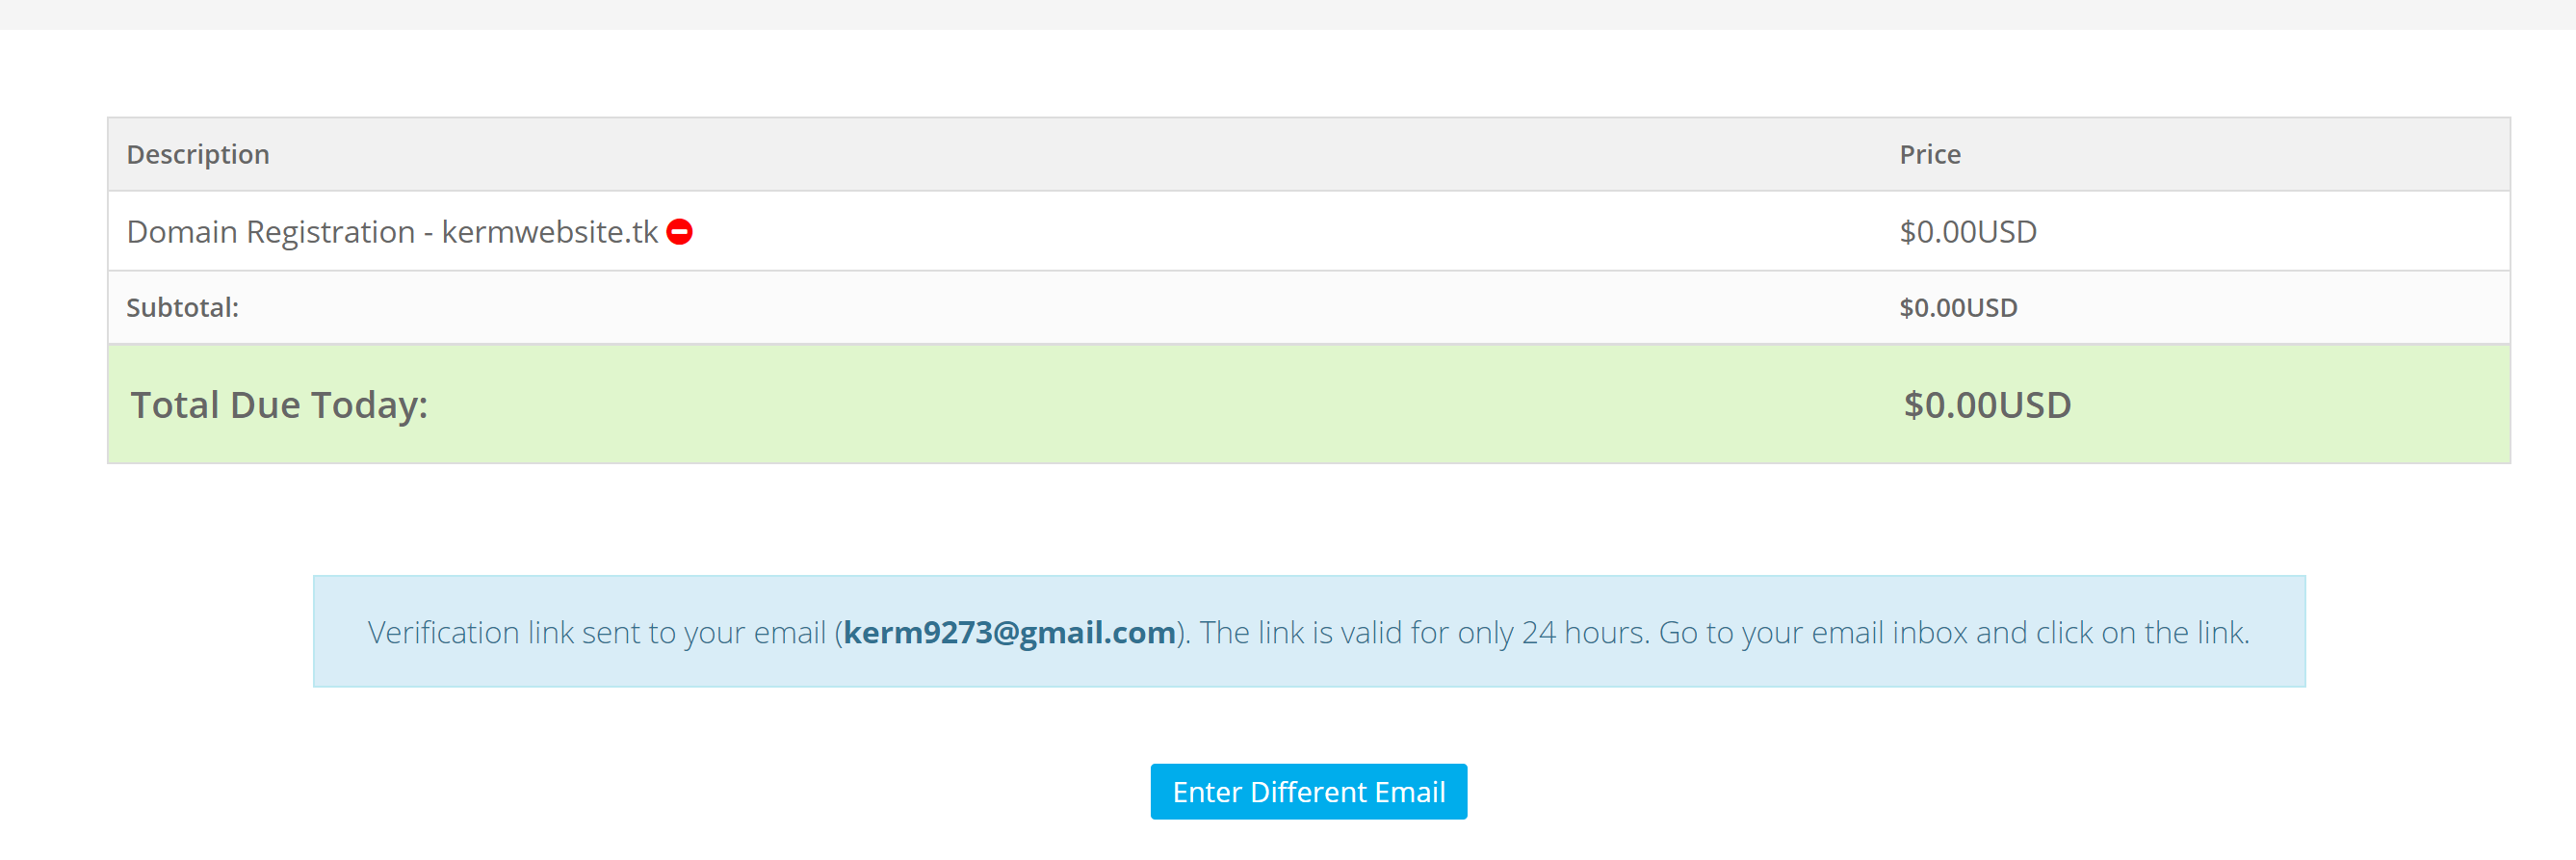 Description Price
Domain Registration - kermwebsite.tk $0.00USD
Subtotal: $0.00USD
Total Due Today: $0.00USD
Verification link sent to your email (kerm9273@gmail.com). The link is valid for only 24 hours. Go to your email inbox and click on the link.
Enter Different Email